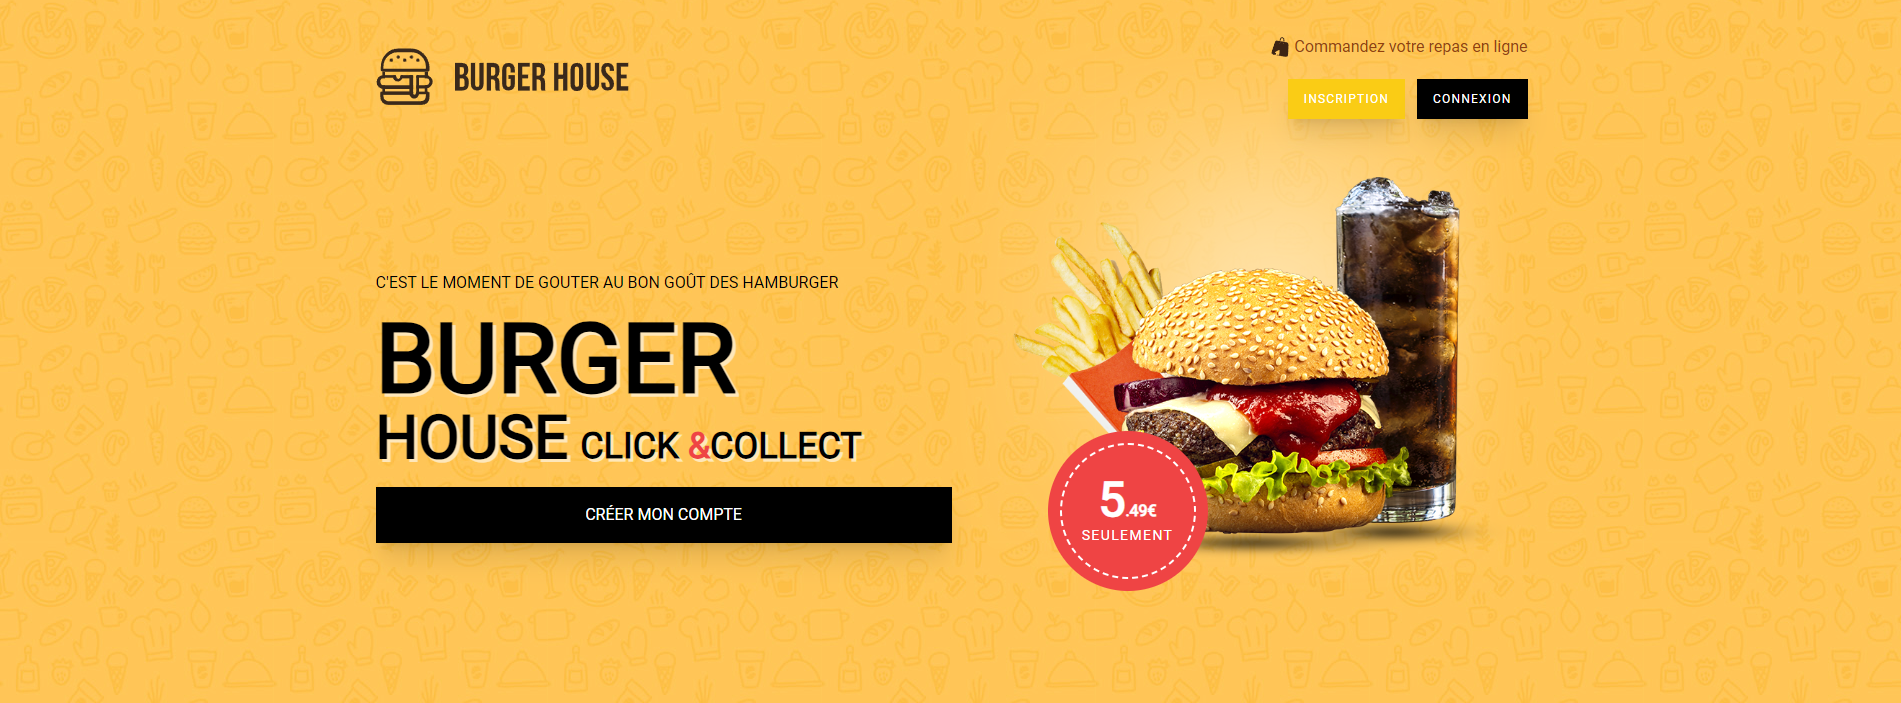 BURGER HOUSE
Commandez votre repas en ligne
INSCRIPTION
CONNEXION
C'EST LE MOMENT DE GOUTER AU BON GOÛT DES HAMBURGER
BURGER
HOUSE CLICK &COLLECT
CRÉER MON COMPTE
5.49€
SEULEMENT